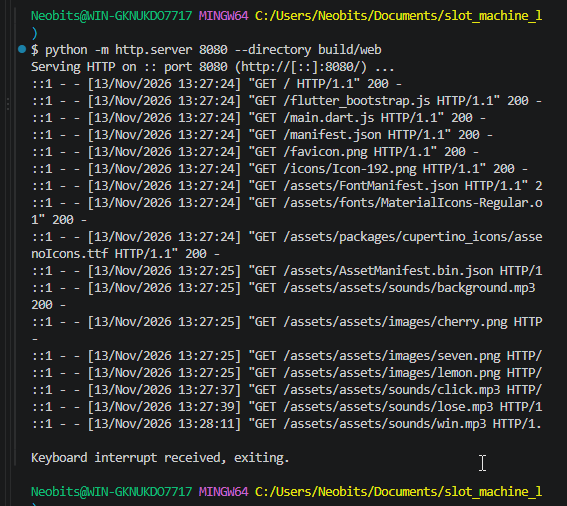 Neobits@WIN-GKNUKDO7717 MINGW64 C:/Users/Neobits/Documents/slot_machine_l
)
$ python -m http.server 8080 --directory build/web
Serving HTTP on :: port 8080 (http://[::]:8080/) ...
::1 - - [13/Nov/2026 13:27:24] "GET / HTTP/1.1" 200 -
::1 - - [13/Nov/2026 13:27:24] "GET /flutter_bootstrap.js HTTP/1.1" 200 -
::1 - - [13/Nov/2026 13:27:24] "GET /main.dart.js HTTP/1.1" 200 -
::1 - - [13/Nov/2026 13:27:24] "GET /manifest.json HTTP/1.1" 200 -
::1 - - [13/Nov/2026 13:27:24] "GET /favicon.png HTTP/1.1" 200 -
::1 - - [13/Nov/2026 13:27:24] "GET /icons/Icon-192.png HTTP/1.1" 200 -
::1 - - [13/Nov/2026 13:27:24] "GET /assets/FontManifest.json HTTP/1.1" 2
::1 - - [13/Nov/2026 13:27:24] "GET /assets/fonts/MaterialIcons-Regular.o
1" 200 -
::1 - - [13/Nov/2026 13:27:24] "GET /assets/packages/cupertino_icons/asse
noIcons.ttf HTTP/1.1" 200 -
::1 - - [13/Nov/2026 13:27:25] "GET /assets/AssetManifest.bin.json HTTP/1
::1 - - [13/Nov/2026 13:27:25] "GET /assets/assets/sounds/background.mp3
200 -
::1 - - [13/Nov/2026 13:27:25] "GET /assets/assets/images/cherry.png HTTP
-
::1 - - [13/Nov/2026 13:27:25] "GET /assets/assets/images/seven.png HTTP/
::1 - - [13/Nov/2026 13:27:25] "GET /assets/assets/images/lemon.png HTTP/
::1 - - [13/Nov/2026 13:27:37] "GET /assets/assets/sounds/click.mp3 HTTP/
::1 - - [13/Nov/2026 13:27:39] "GET /assets/assets/sounds/lose.mp3 HTTP/1
::1 - - [13/Nov/2026 13:28:11] "GET /assets/assets/sounds/win.mp3 HTTP/1.
Keyboard interrupt received, exiting.
Neobits@WIN-GKNUKDO7717 MINGW64 C:/Users/Neobits/Documents/slot_machine_l
)